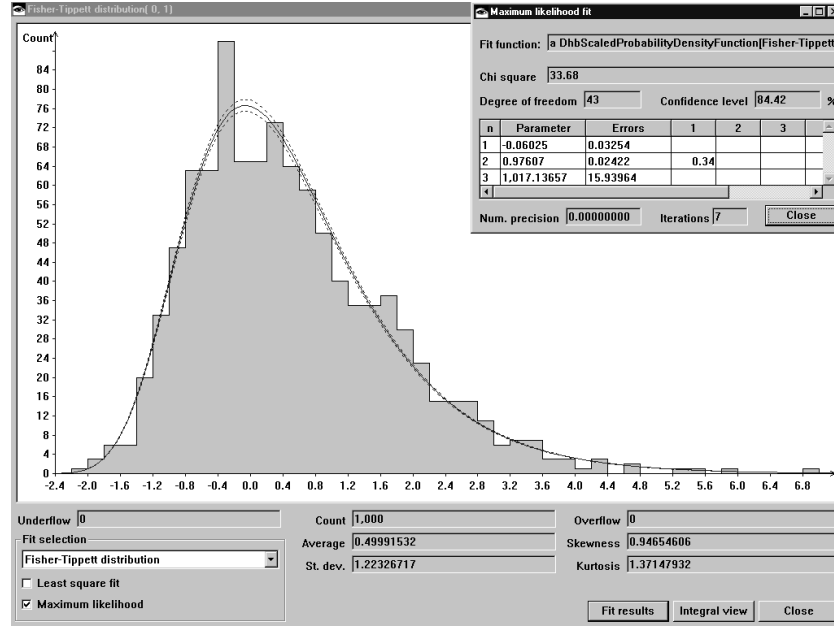 Fisher-Tippett distribution( 0, 1)
Count
84
80
76
72
68
64
60
56
52
48
44
40
36
32
28
24
20
16
12
8
4
0
-2.4 -2.0 -1.6 -1.2 -0.8 -0.4 0.0 0.4 0.8 1.2 1.6 2.0 2.4 2.8 3.2 3.6 4.0 4.4 4.8 5.2 5.6 6.0 6.4 6.8
Maximum likelihood fit
Fit function: a DhbScaledProbabilityDensityFunction[Fisher-Tippett
Chi square 33.68
Degree of freedom 43 Confidence level 84.42 %
n Parameter Errors 1 2 3
1 -0.06025 0.03254
2 0.97607 0.02422 0.34
3 1,017.13657 15.93964
Num. precision 0.00000000 Iterations 7 Close
Underflow 0 Count 1,000 Overflow 0
Fit selection Average 0.49991532 Skewness 0.94654606
Fisher-Tippett distribution St. dev. 1.22326717 Kurtosis 1.37147932
Least square fit
Maximum likelihood
Fit results Integral view Close